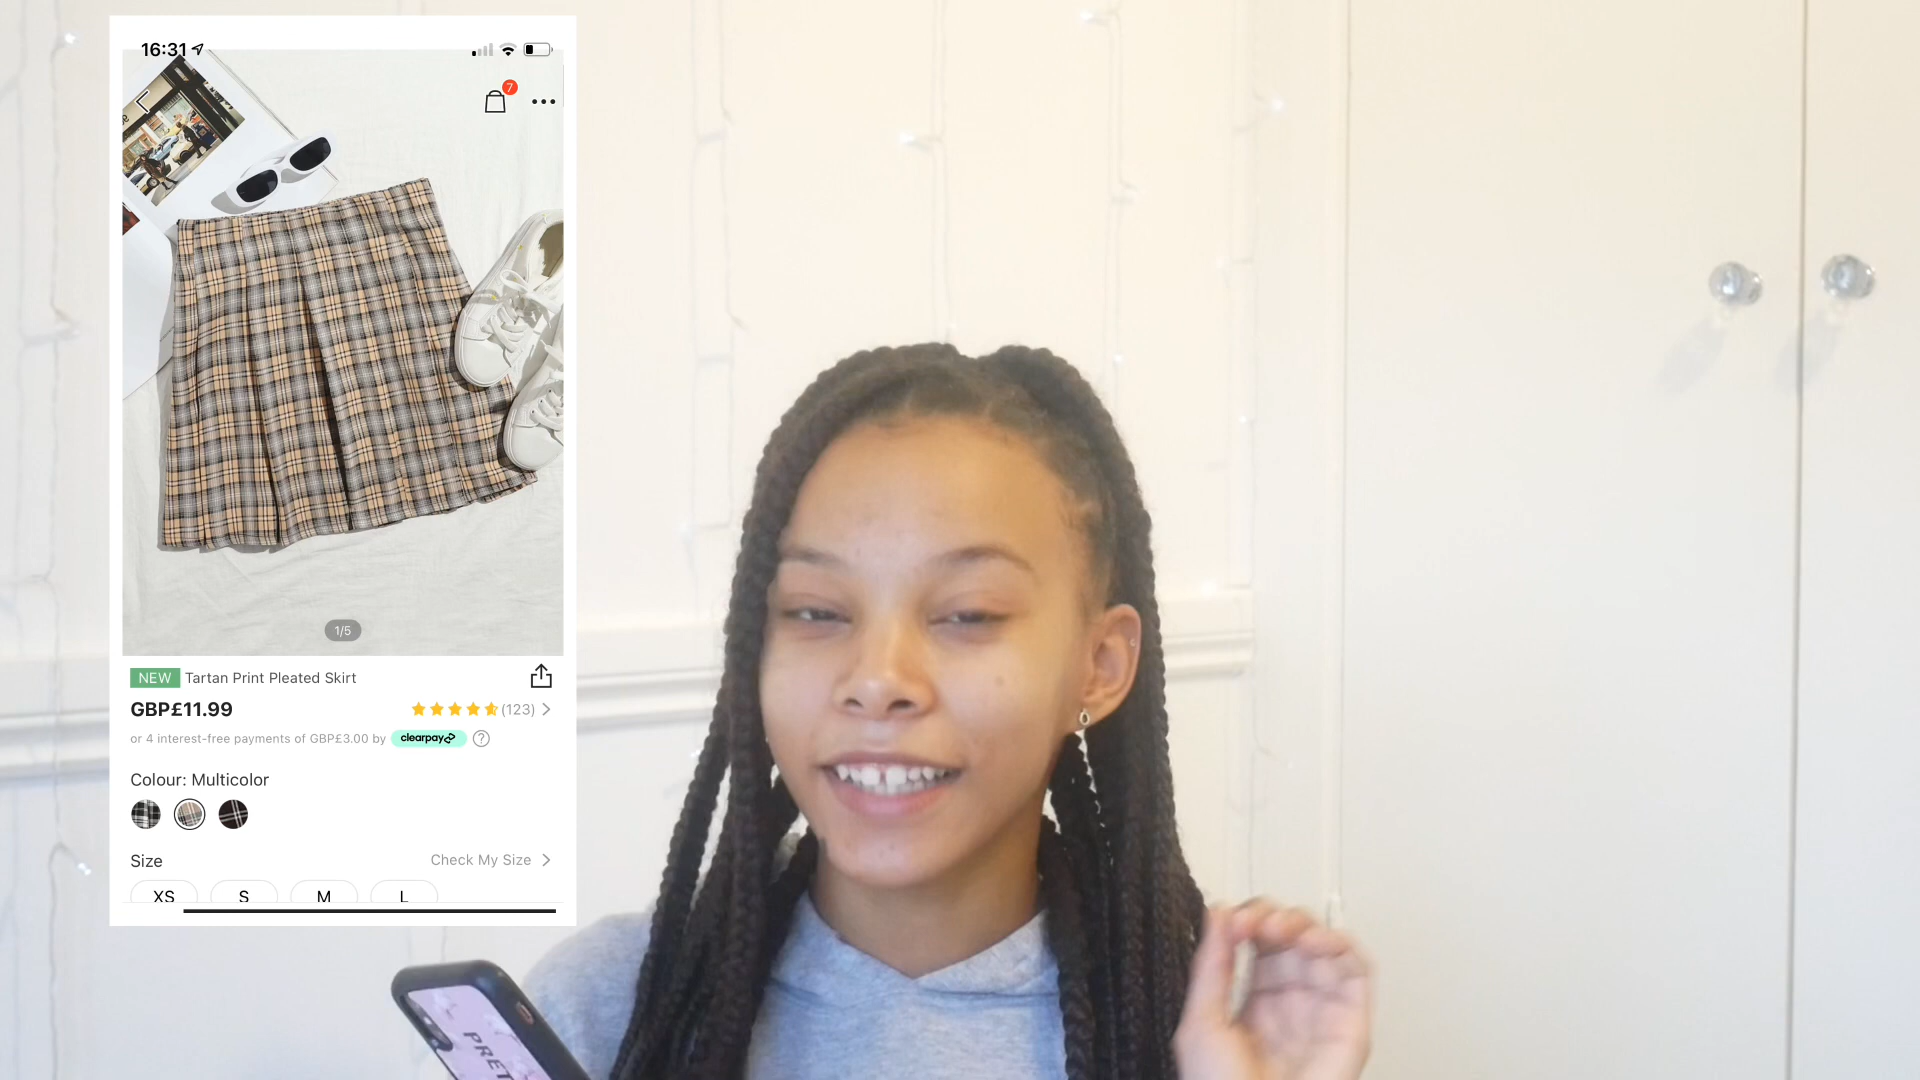 16:31
7
1/5
NEW Tartan Print Pleated Skirt
GBP£11.99
(123)
or 4 interest-free payments of GBP£3.00 by clearpay ?
Colour: Multicolor
Size
Check My Size
XS S M L
PRET